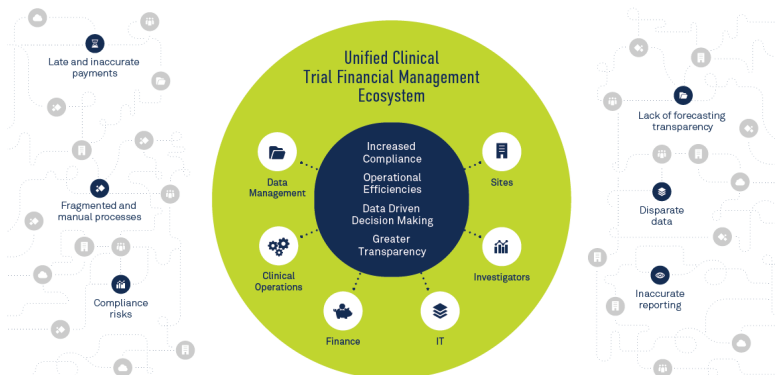 Late and inaccurate
payments
Fragmented and
manual processes
Compliance
risks
Unified Clinical
Trial Financial Management
Ecosystem
Increased
Compliance
Operational
Efficiencies
Data Driven
Decision Making
Greater
Transparency
Data
Management
Clinical
Operations
Finance
IT
Investigators
Sites
Lack of forecasting
transparency
Disparate
data
Inaccurate
reporting